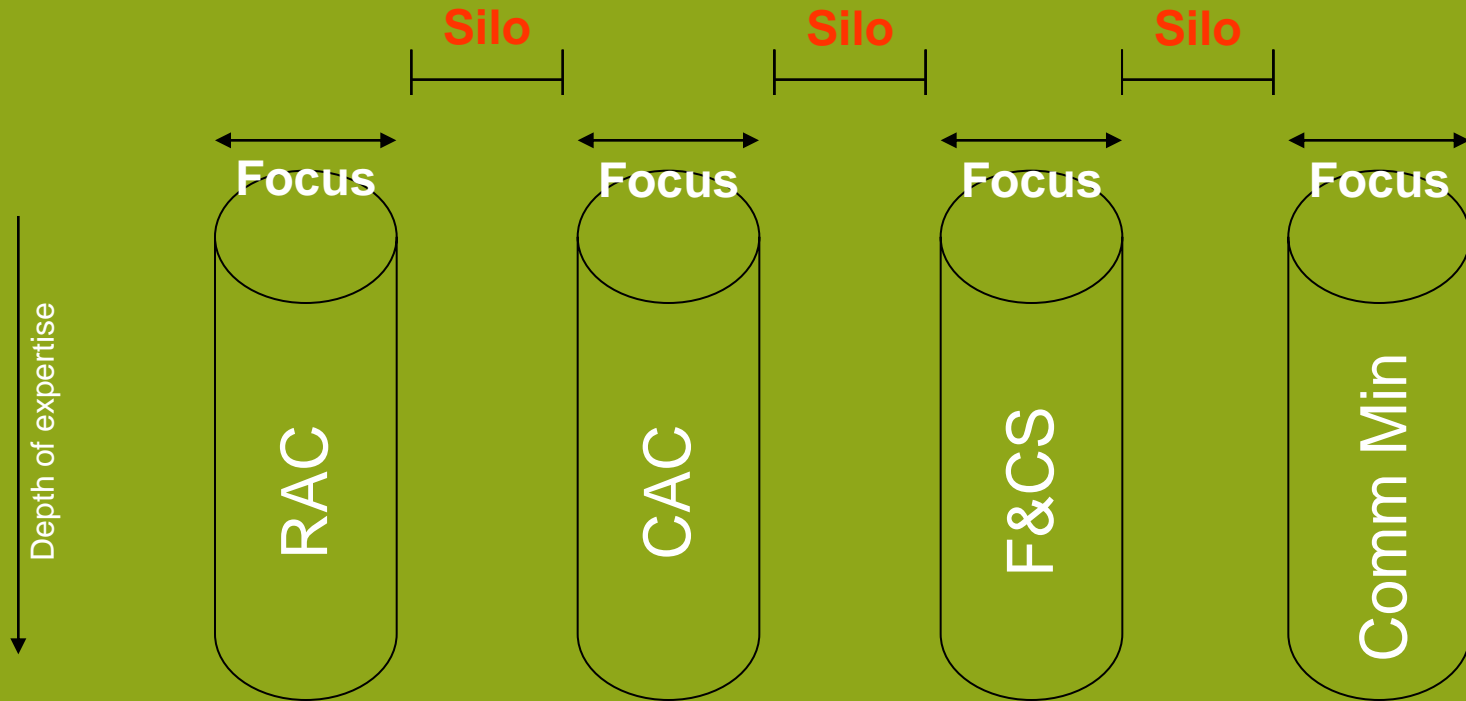 Silo
Silo
Silo
Focus
Focus
Focus
Focus
Depth of expertise
RAC
CAC
F&CS
Comm Min